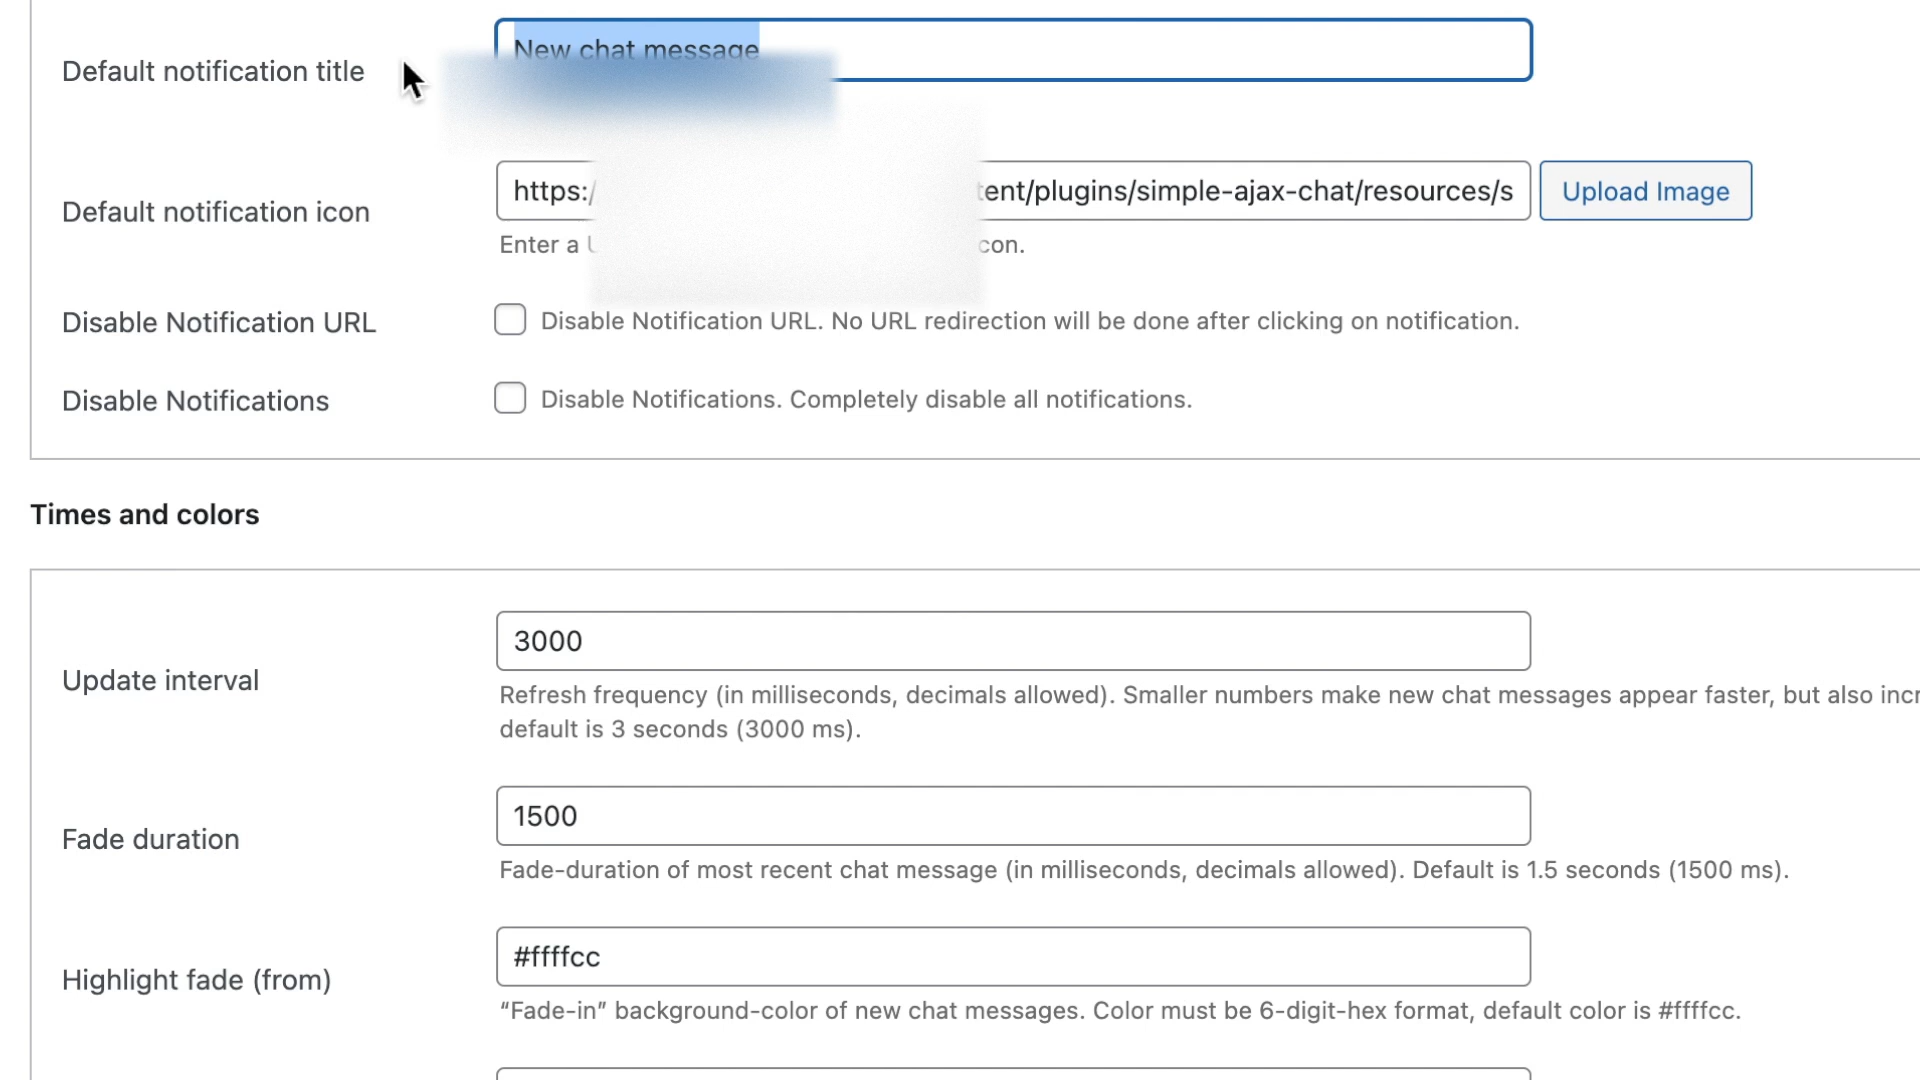 Default notification title
New chat message
Default notification icon
https:/
tent/plugins/simple-ajax-chat/resources/s
Upload Image
Enter a
con.
Disable Notification URL
Disable Notification URL. No URL redirection will be done after clicking on notification.
Disable Notifications
Disable Notifications. Completely disable all notifications.
Times and colors
Update interval
3000
Refresh frequency (in milliseconds, decimals allowed). Smaller numbers make new chat messages appear faster, but also incr
default is 3 seconds (3000 ms).
Fade duration
1500
Fade-duration of most recent chat message (in milliseconds, decimals allowed). Default is 1.5 seconds (1500 ms).
Highlight fade (from)
#ffffcc
“Fade-in” background-color of new chat messages. Color must be 6-digit-hex format, default color is #ffffcc.